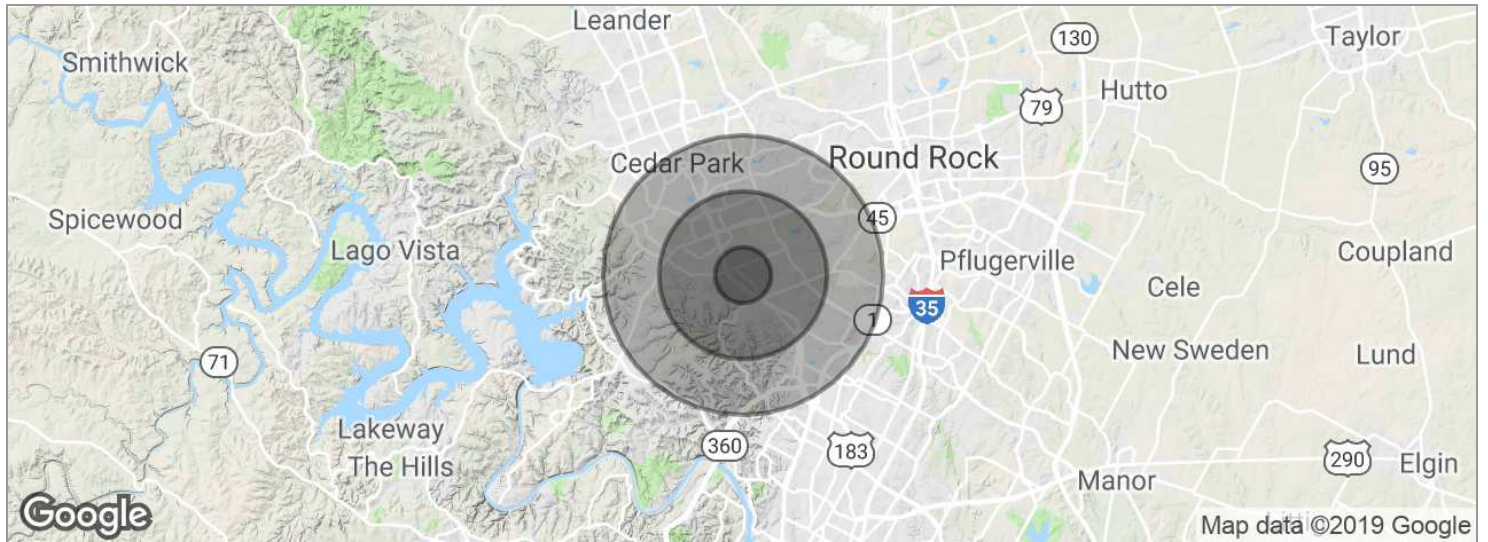 Leander
130
Taylor
Smithwick
Hutto
79
Cedar Park
Round Rock
95
Spicewood
45
Lago Vista
Pflugerville
Coupland
Cele
35
1
New Sweden
Lund
71
Lakeway
The Hills
360
183
290
Elgin
Manor
Google
Map data ©2019 Google